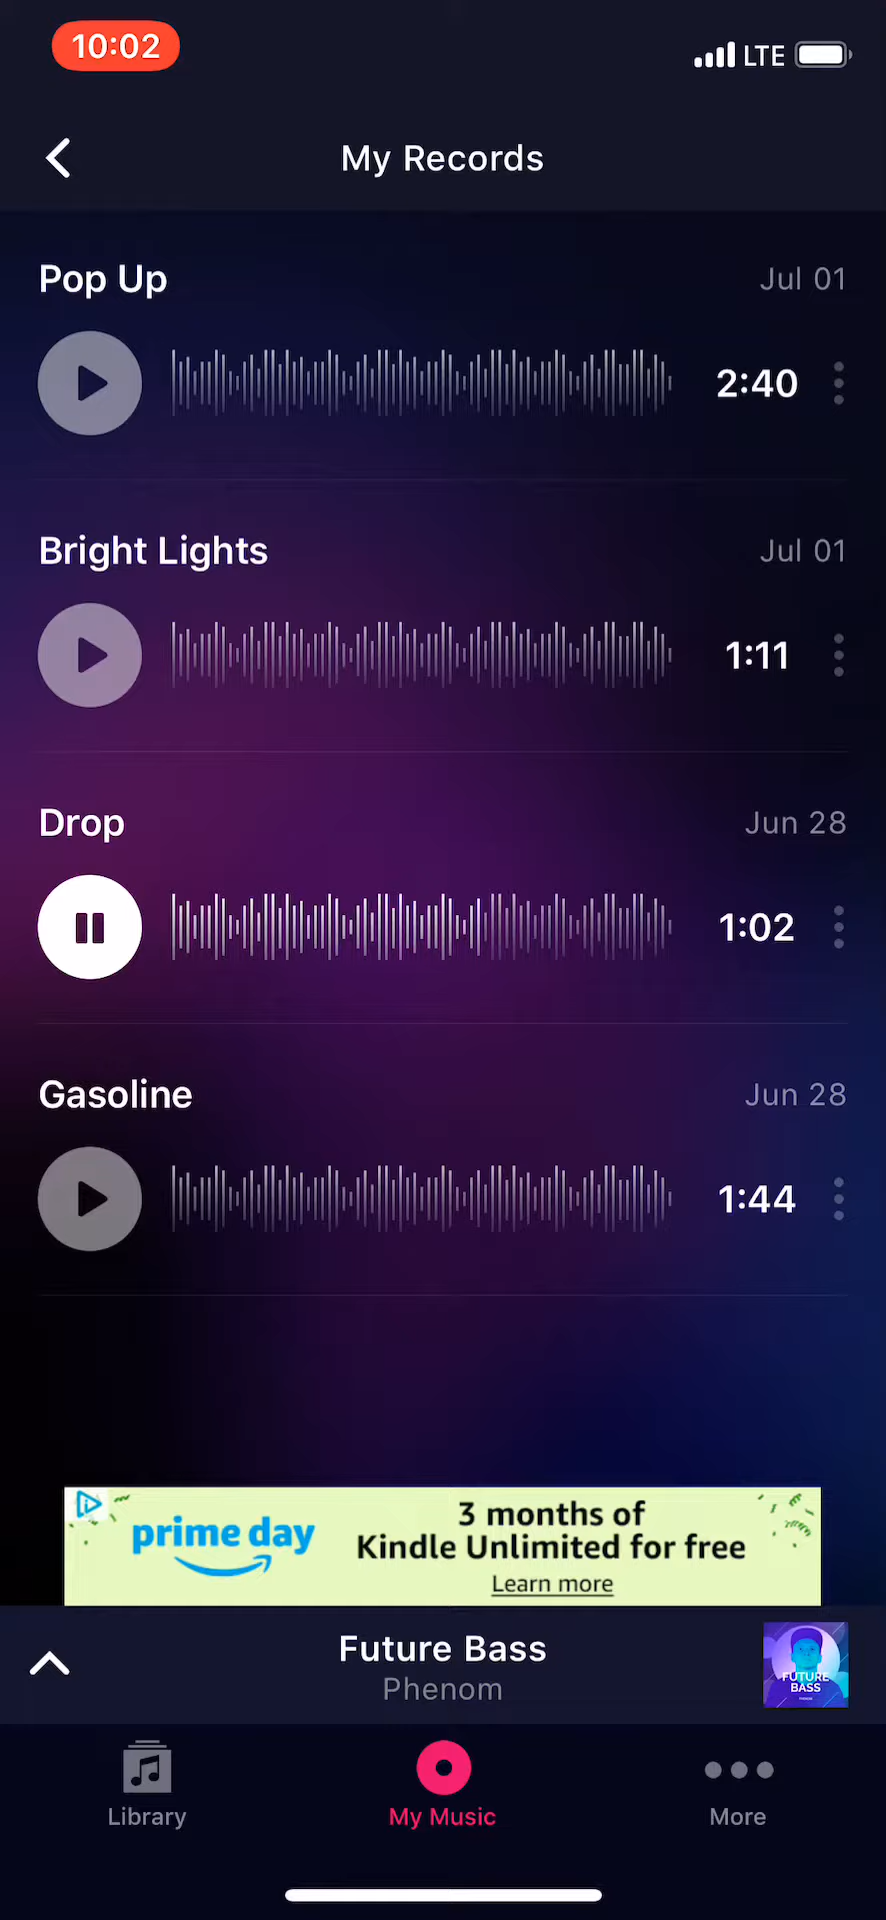 10:02
LTE
My Records
Pop Up
Jul 01
2:40
Bright Lights
Jul 01
1:11
Drop
Jun 28
1:02
Gasoline
Jun 28
1:44
prime day
3 months of
Kindle Unlimited for free
Learn more
Future Bass
Phenom
FUTURE
BASS
Library
My Music
More